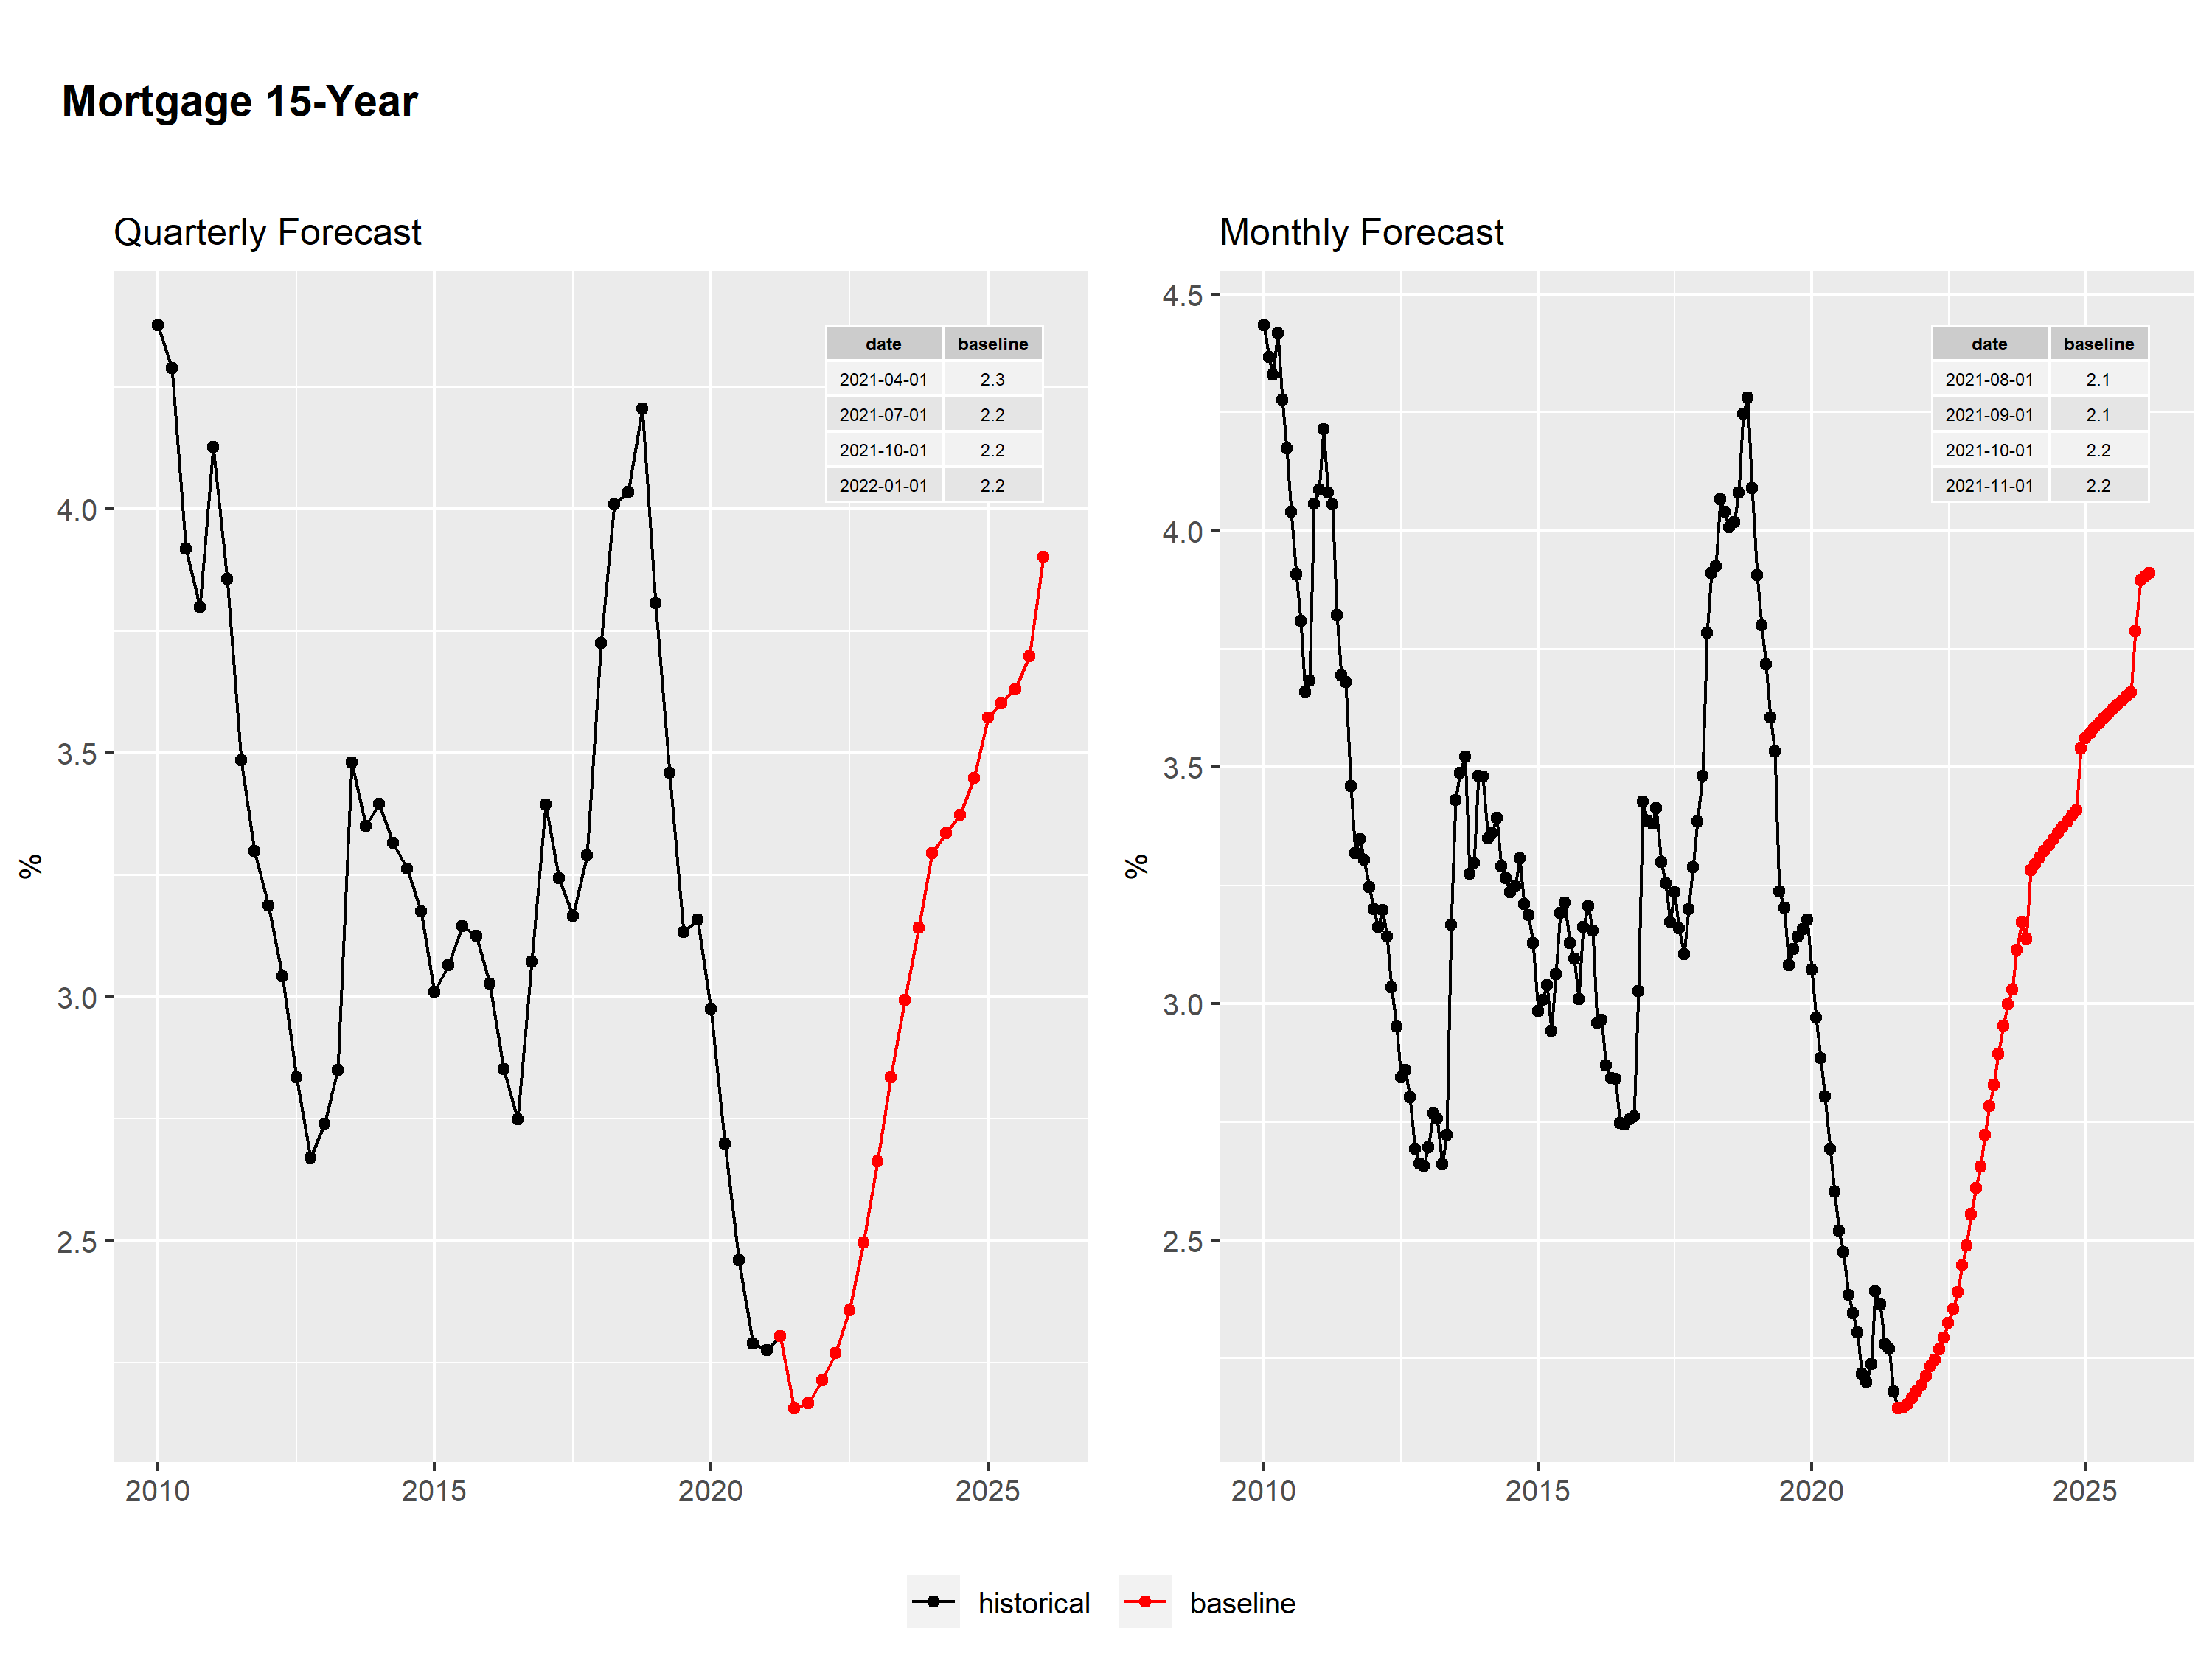 Mortgage 15-Year
Quarterly Forecast
date baseline
2021-04-01 2.3
2021-07-01 2.2
2021-10-01 2.2
2022-01-01 2.2
4.0
3.5
3.0
2.5
%
2010 2015 2020 2025
Monthly Forecast
date baseline
2021-08-01 2.1
2021-09-01 2.1
2021-10-01 2.2
2021-11-01 2.2
4.5
4.0
3.5
3.0
2.5
%
2010 2015 2020 2025
historical baseline